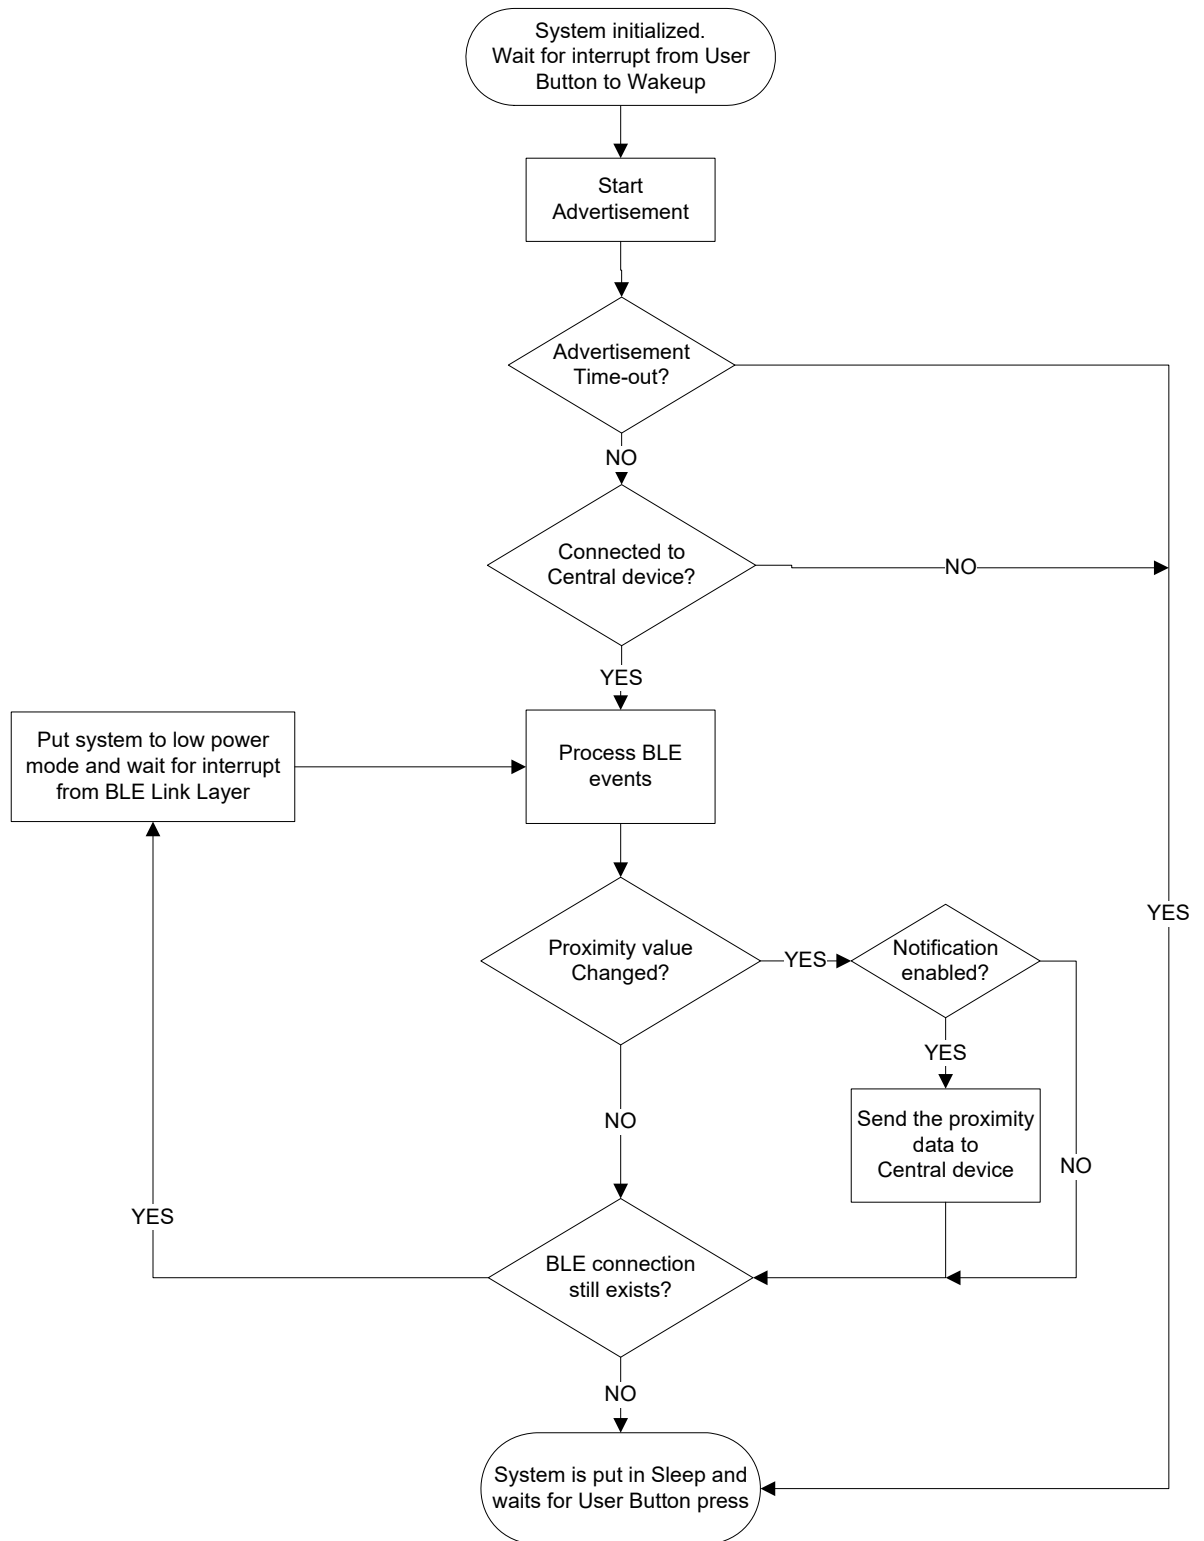 System initialized.
Wait for interrupt from User
Button to Wakeup
Start
Advertisement
Advertisement
Time-out?
NO
Connected to
Central device?
NO
YES
Put system to low power
mode and wait for interrupt
from BLE Link Layer
Process BLE
events
YES
Proximity value
Changed?
YES
Notification
enabled?
YES
Send the proximity
data to
Central device
NO
NO
YES
BLE connection
still exists?
NO
System is put in Sleep and
waits for User Button press